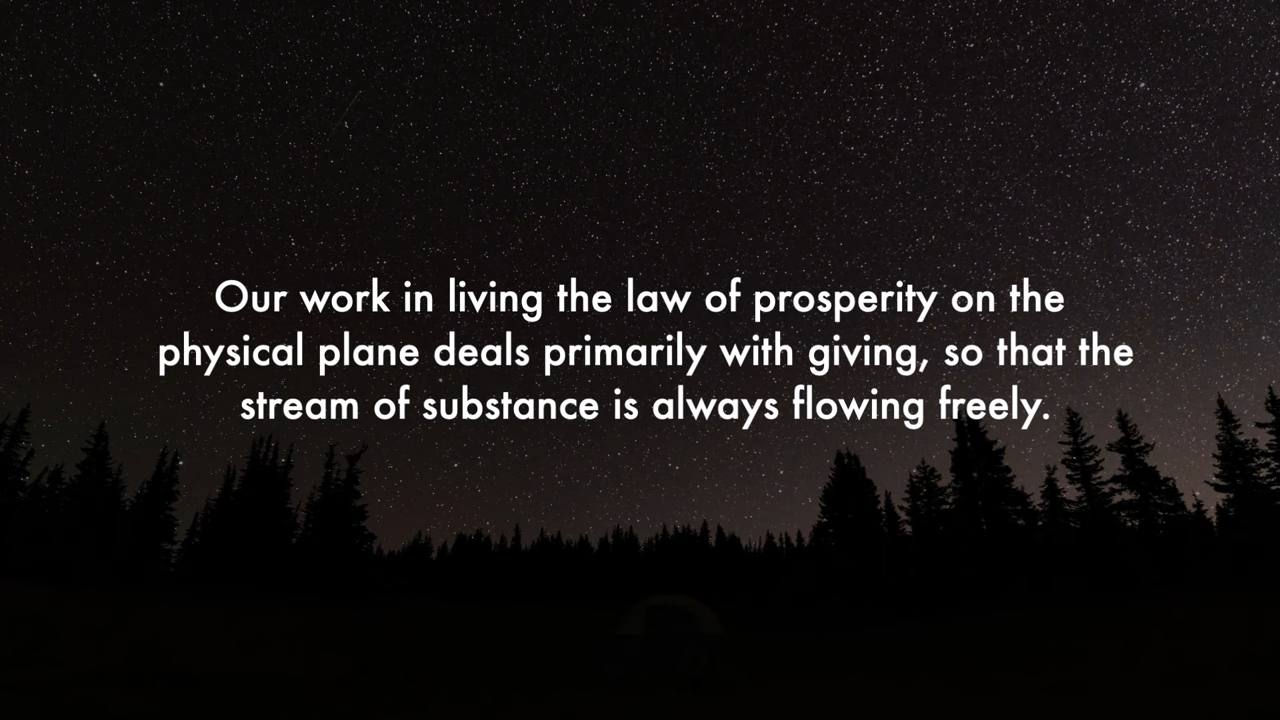 Our work in living the law of prosperity on the
physical plane deals primarily with giving, so that the
stream of substance is always flowing freely.